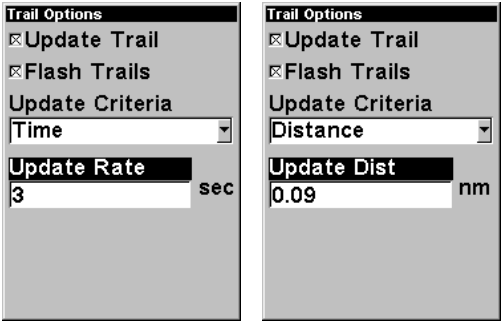 Trail Options
Update Trail
Flash Trails
Update Criteria
Time
Update Rate
3 sec
Trail Options
Update Trail
Flash Trails
Update Criteria
Distance
Update Dist
0.09 nm